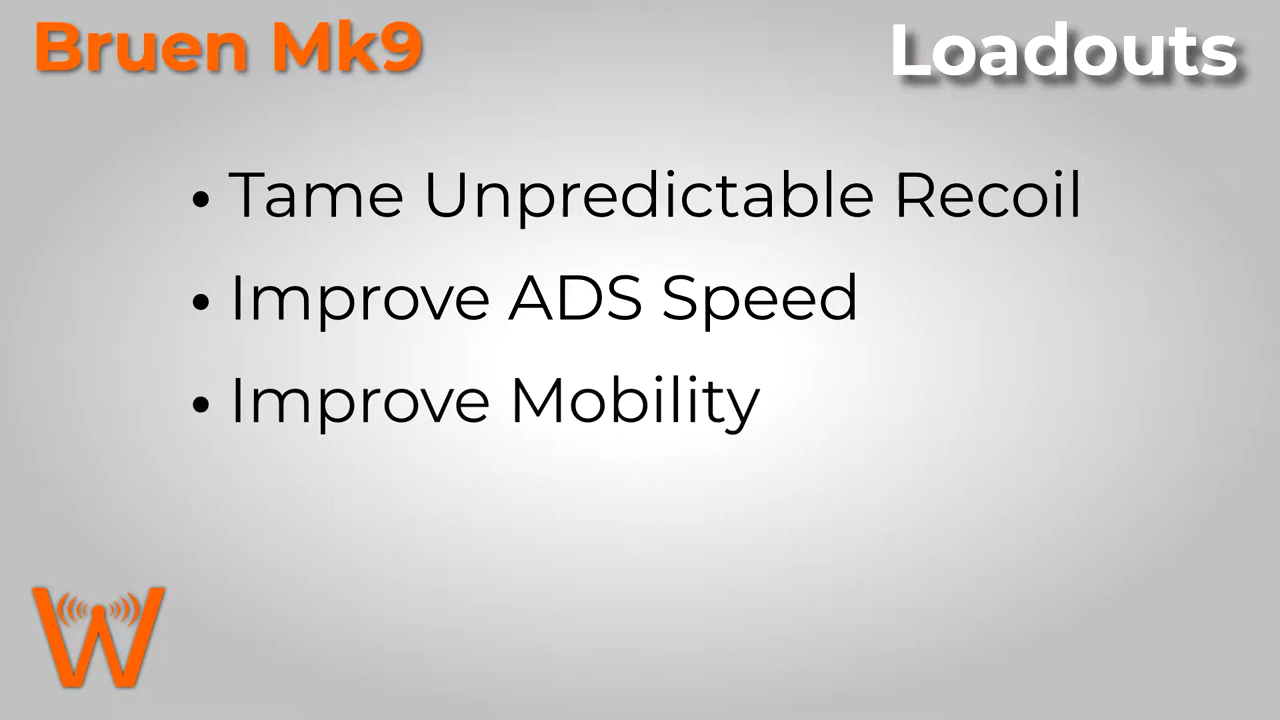 Bruen Mk9
Loadouts
• Tame Unpredictable Recoil
• Improve ADS Speed
• Improve Mobility
W